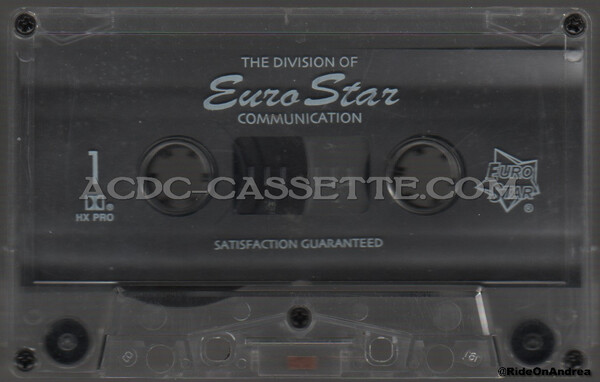 THE DIVISION OF
Euro Star
COMMUNICATION
1
ACDC-CASSETTE.COM
EURO
STAR
®
®
HX PRO
SATISFACTION GUARANTEED
©RideOnAndrea